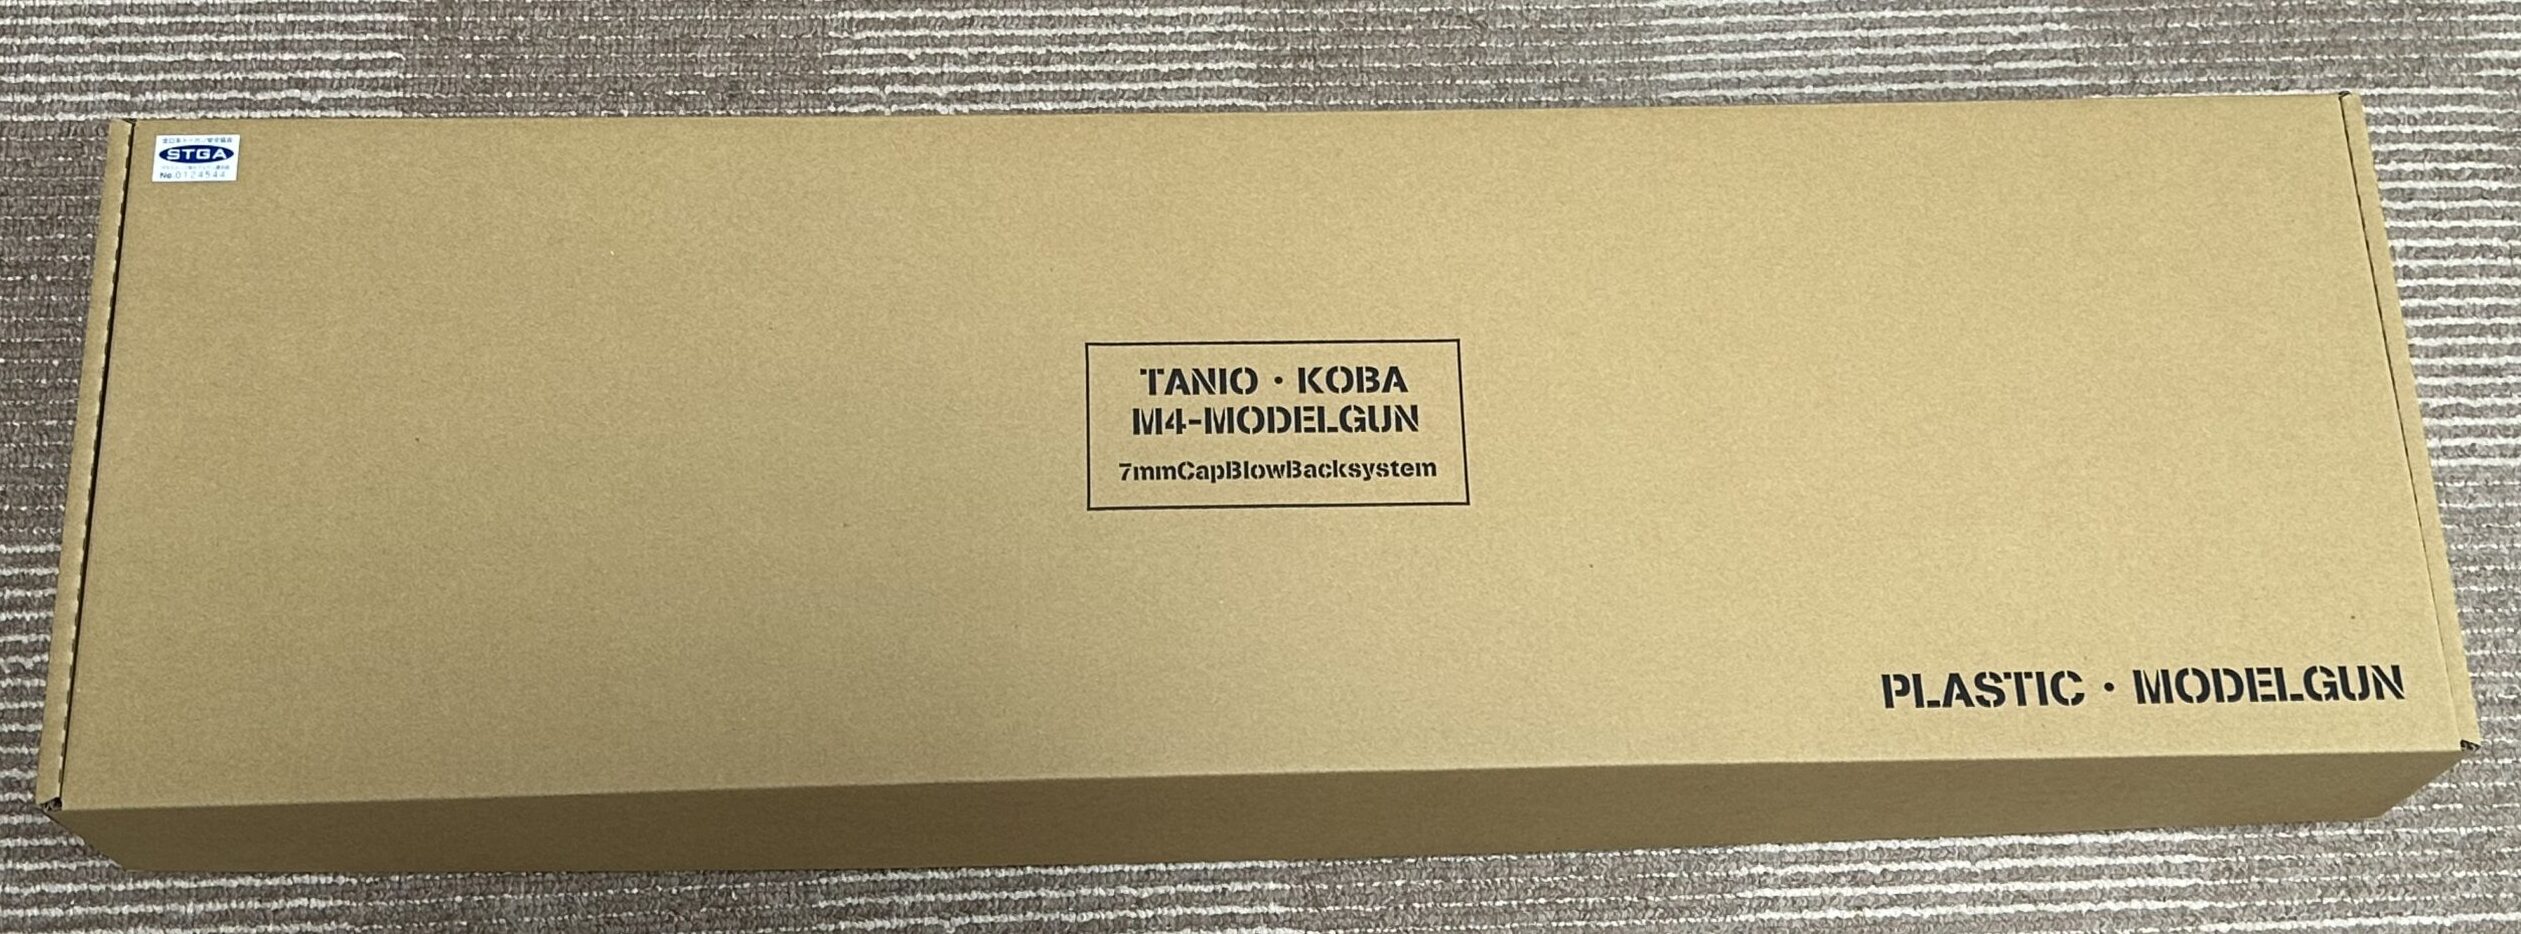 STGA
No.0124544
TANIO・KOBA
M4-MODELGUN
7mmCapBlowBacksystem
PLASTIC・MODELGUN